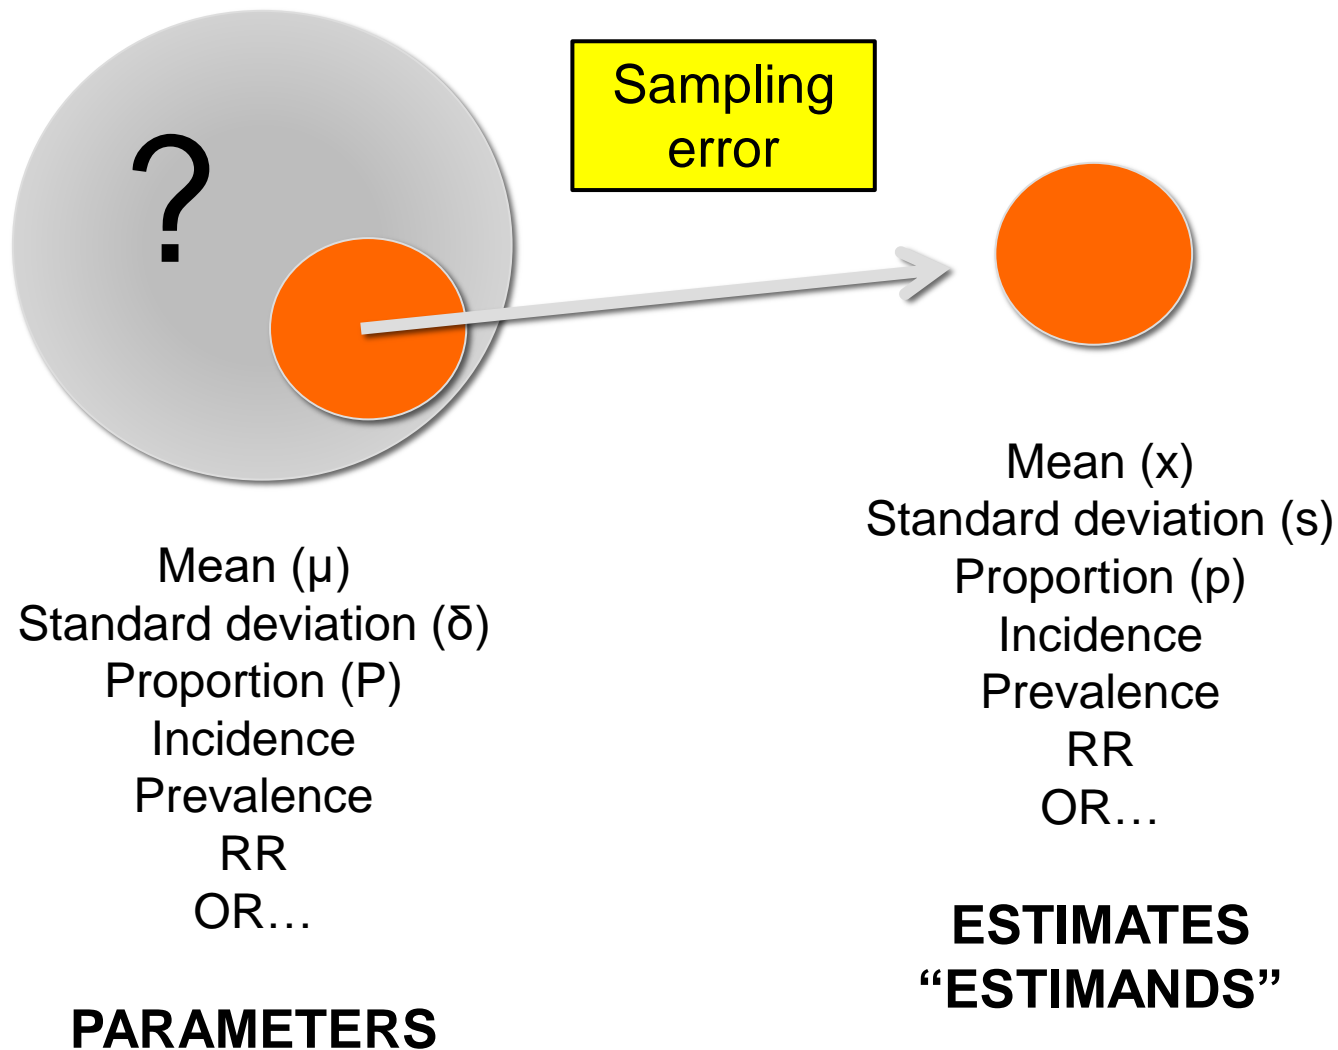 ?
Sampling
error
Mean (μ)
Standard deviation (δ)
Proportion (P)
Incidence
Prevalence
RR
OR…
PARAMETERS
Mean (x)
Standard deviation (s)
Proportion (p)
Incidence
Prevalence
RR
OR…
ESTIMATES
“ESTIMANDS”